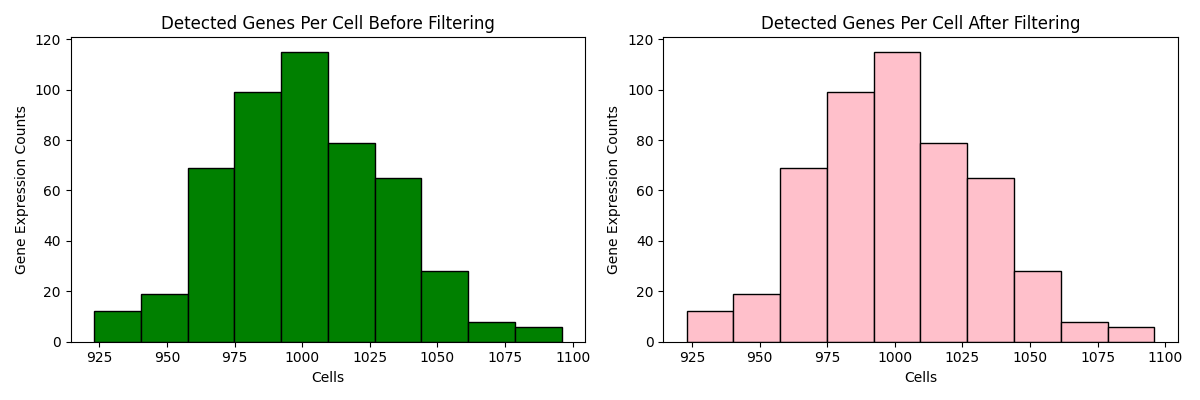 Detected Genes Per Cell Before Filtering
Gene Expression Counts
120
100
80
60
40
20
0
925 950 975 1000 1025 1050 1075 1100
Cells
Detected Genes Per Cell After Filtering
Gene Expression Counts
120
100
80
60
40
20
0
925 950 975 1000 1025 1050 1075 1100
Cells